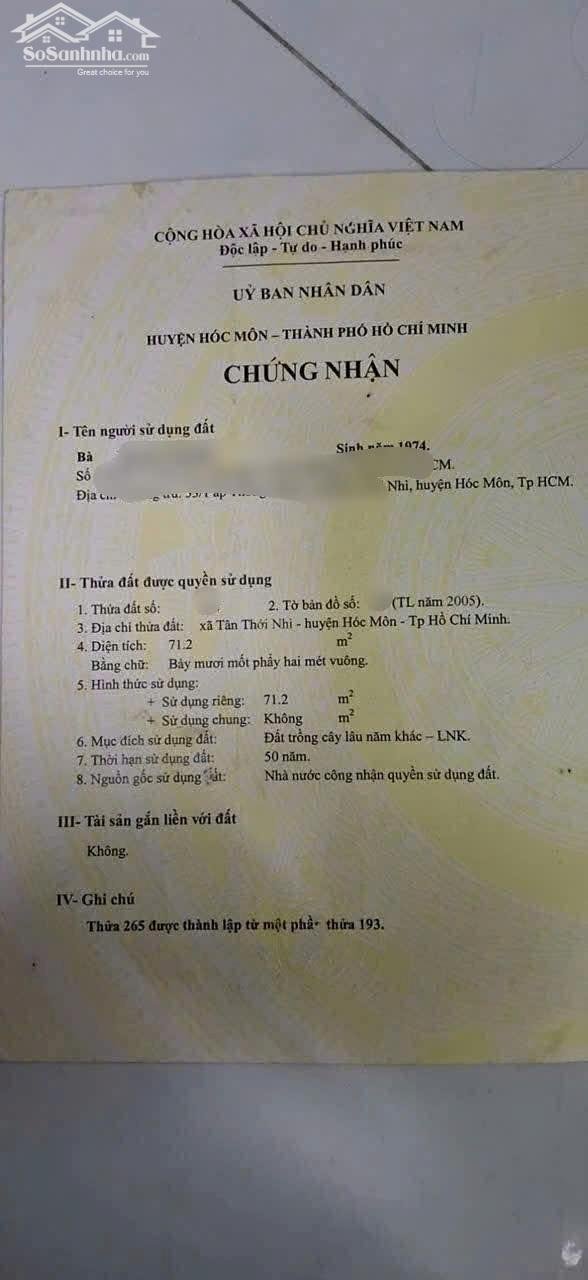 SoSanhnha.com
Great choice for you
CỘNG HÒA XÃ HỘI CHỦ NGHĨA VIỆT NAM
Độc lập - Tự do - Hạnh phúc
UỶ BAN NHÂN DÂN
HUYỆN HÓC MÔN – THÀNH PHỐ HỒ CHÍ MINH
CHỨNG NHẬN
I- Tên người sử dụng đất
Bà Sinh năm 1974.
Số CM.
Địa Nhì, huyện Hóc Môn, Tp HCM.
II- Thửa đất được quyền sử dụng
1. Thửa đất số: 2. Tờ bản đồ số: (TL năm 2005).
3. Địa chỉ thửa đất: xã Tân Thới Nhì - huyện Hóc Môn - Tp Hồ Chí Minh.
4. Diện tích: 71.2 m²
Bằng chữ: Bảy mươi mốt phẩy hai mét vuông.
5. Hình thức sử dụng:
+ Sử dụng riêng: 71.2 m²
+ Sử dụng chung: Không m²
6. Mục đích sử dụng đất: Đất trồng cây lâu năm khác – LNK.
7. Thời hạn sử dụng đất: 50 năm.
8. Nguồn gốc sử dụng đất: Nhà nước công nhận quyền sử dụng đất.
III- Tài sản gắn liền với đất
Không.
IV- Ghi chú
Thửa 265 được thành lập từ một phần thửa 193.